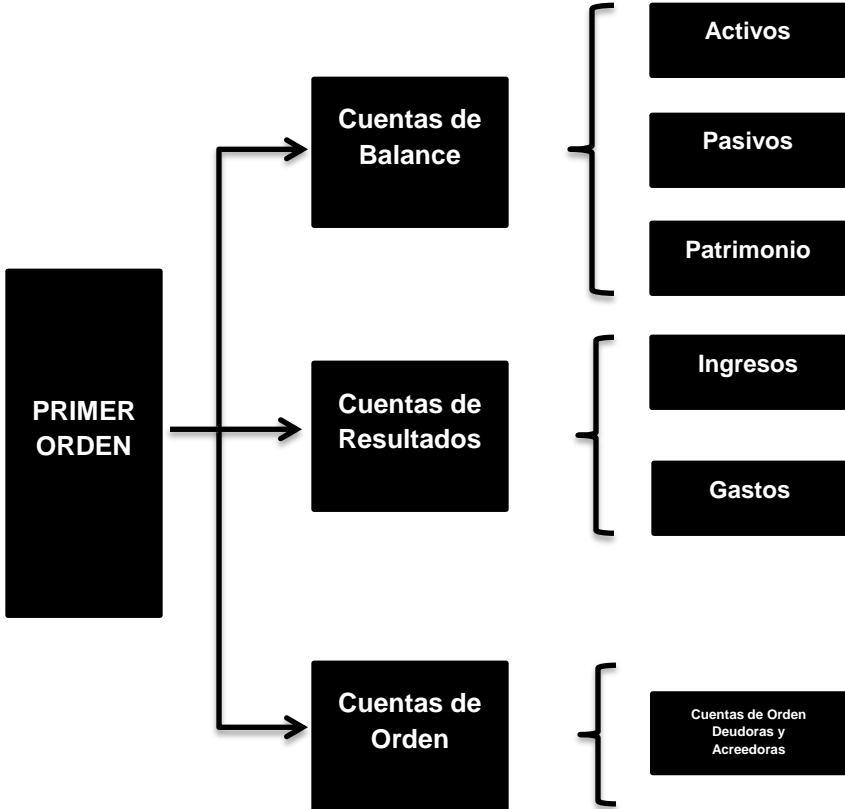 PRIMER
ORDEN
Cuentas de
Balance
Activos
Pasivos
Patrimonio
Cuentas de
Resultados
Ingresos
Gastos
Cuentas de
Orden
Cuentas de Orden
Deudoras y
Acreedoras